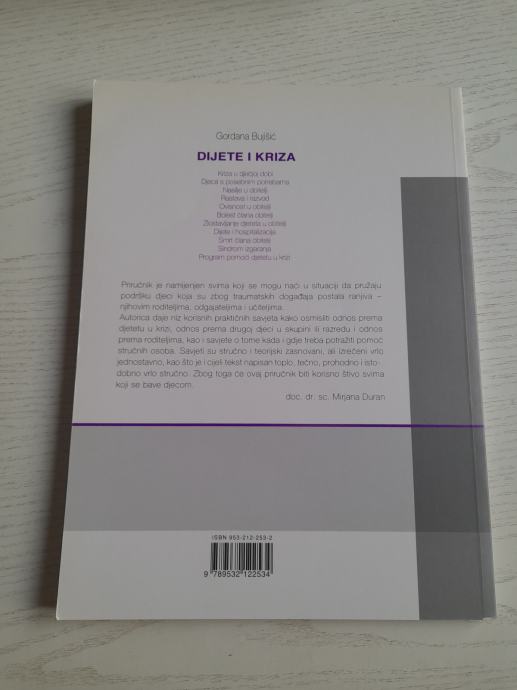 Gordana Bujišić
DIJETE I KRIZA
Kriza u dječjoj dobi
Djeca s posebnim potrebama
Nasilje u obitelji
Rastava i razvod
Ovisnost u obitelji
Bolest člana obitelji
Zlostavljanje djeteta u obitelji
Dijete i hospitalizacija
Smrt člana obitelji
Sindrom izgaranja
Program pomoći djetetu u krizi
Priručnik je namijenjen svima koji se mogu naći u situaciji da pružaju
podršku djeci koja su zbog traumatskih događaja postala ranjiva –
njihovim roditeljima, odgajateljima i učiteljima.
Autorica daje niz korisnih praktičnih savjeta kako osmisliti odnos prema
djetetu u krizi, odnos prema drugoj djeci u skupini ili razredu i odnos
prema roditeljima, kao i savjete o tome kada i gdje treba potražiti pomoć
stručnih osoba. Savjeti su stručno i teorijski zasnovani, ali izrečeni vrlo
jednostavno, kao što je i cijeli tekst napisan toplo, tečno, prohodno i isto-
dobno vrlo stručno. Zbog toga će ovaj priručnik biti korisno štivo svima
koji se bave djecom.
doc. dr. sc. Mirjana Duran
ISBN 953-212-253-2
9 789532 122534